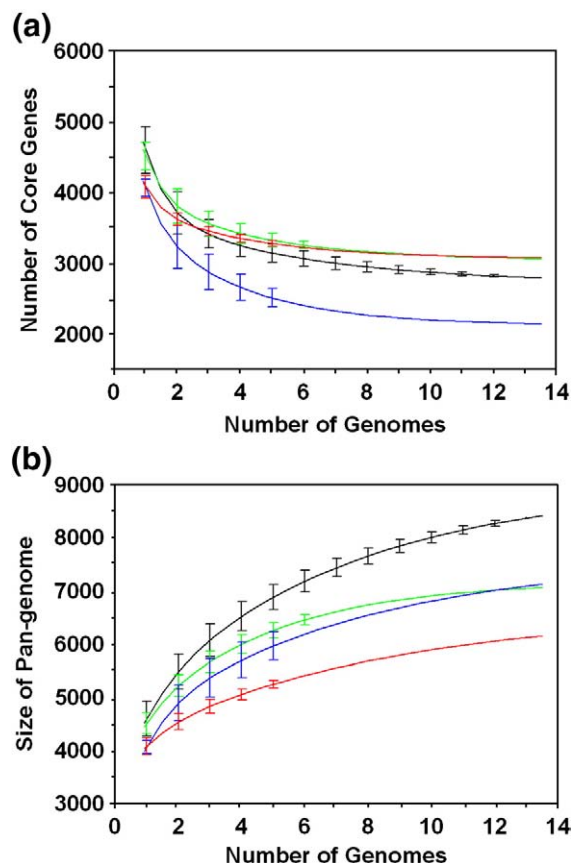 (a)
6000
5000
4000
3000
2000
Number of Core Genes
0 2 4 6 8 10 12 14
Number of Genomes
(b)
9000
8000
7000
6000
5000
4000
3000
Size of Pan-genome
0 2 4 6 8 10 12 14
Number of Genomes